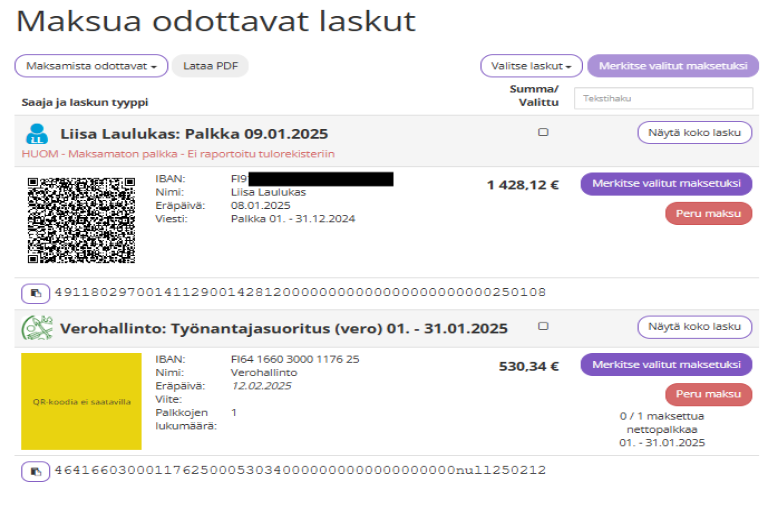 Maksua odottavat laskut
Maksamista odottavat Lataa PDF Valitse laskut Merkitse valitut maksetuksi
Saaja ja laskun tyyppi Summa/ Valittu Tekstihaku
LL Liisa Laulukas: Palkka 09.01.2025 Näytä koko lasku
HUOM - Maksamaton palkka - Ei raportoitu tulorekisteriin
IBAN: FI9
Nimi: Liisa Laulukas
Eräpäivä: 08.01.2025
Viesti: Palkka 01. - 31.12.2024
1 428,12 € Merkitse valitut maksetuksi
Peru maksu
Verohallinto: Työnantajasuoritus (vero) 01. - 31.01.2025 Näytä koko lasku
QR-koodia ei saatavilla
IBAN: FI64 1660 3000 1176 25
Nimi: Verohallinto
Eräpäivä: 12.02.2025
Viite:
Palkkojen lukumäärä: 1
530,34 € Merkitse valitut maksetuksi
Peru maksu
0 / 1 maksettua
nettopalkkaa
01. - 31.01.2025